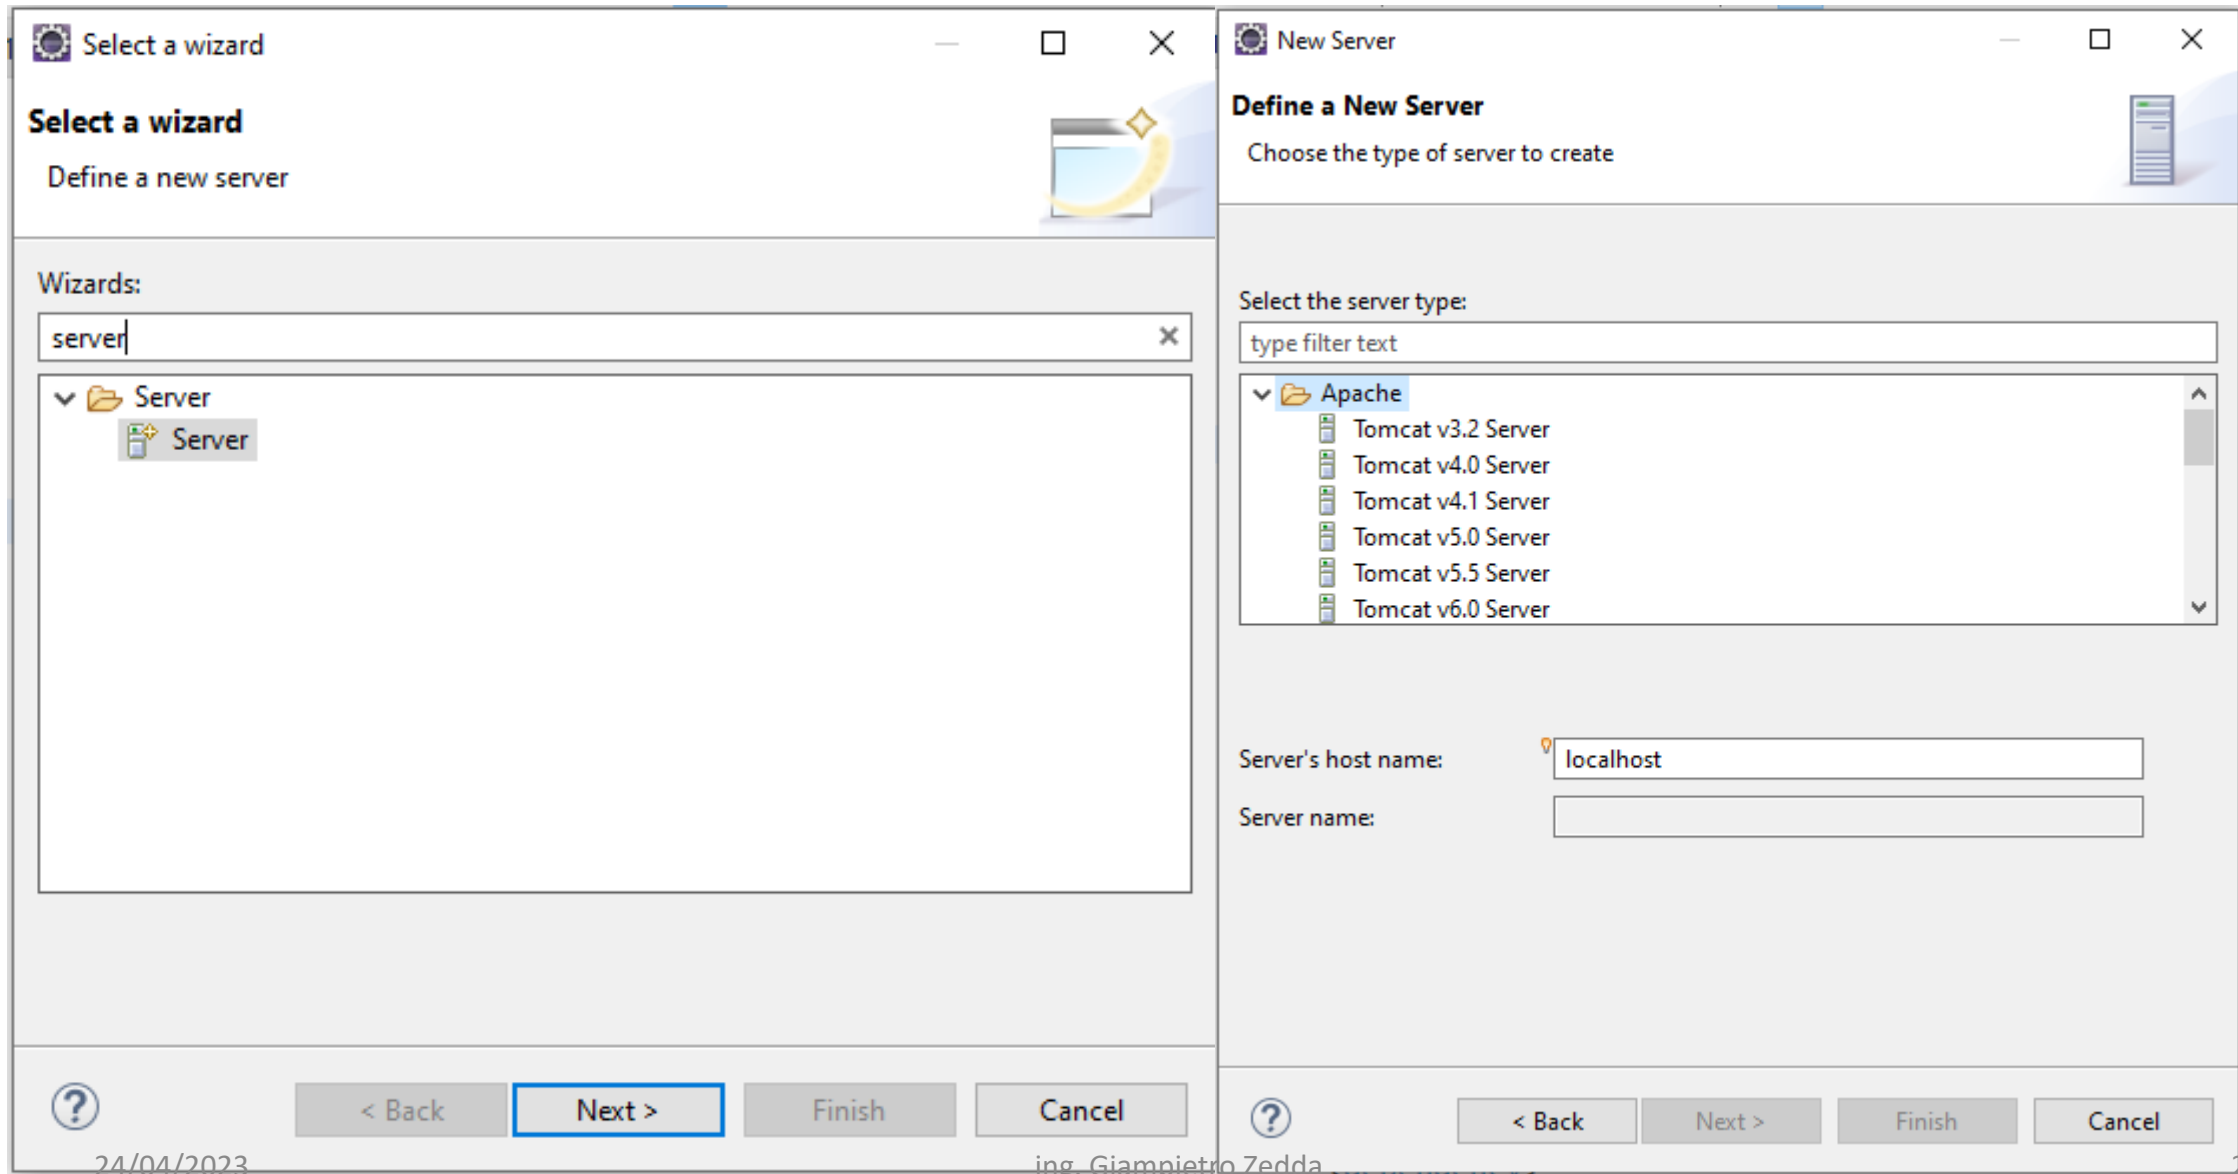 Select a wizard
Select a wizard
Define a new server
Wizards:
server
Server
Server
< Back
Next >
Finish
Cancel
New Server
Define a New Server
Choose the type of server to create
Select the server type:
type filter text
Apache
Tomcat v3.2 Server
Tomcat v4.0 Server
Tomcat v4.1 Server
Tomcat v5.0 Server
Tomcat v5.5 Server
Tomcat v6.0 Server
Server's host name:
localhost
Server name:
< Back
Next >
Finish
Cancel
24/04/2023
ing. Giampietro Zedda